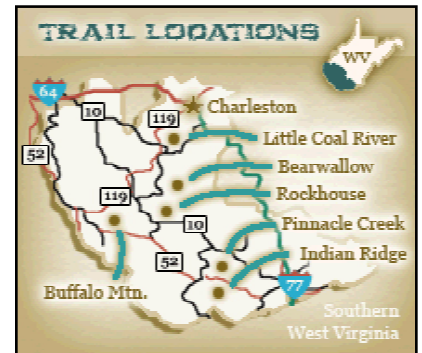 TRAIL LOCATIONS
WV
64
10
119
Charleston
52
Little Coal River
Bearwallow
119
Rockhouse
10
Pinnacle Creek
52
Indian Ridge
77
Buffalo Mtn.
Southern
West Virginia